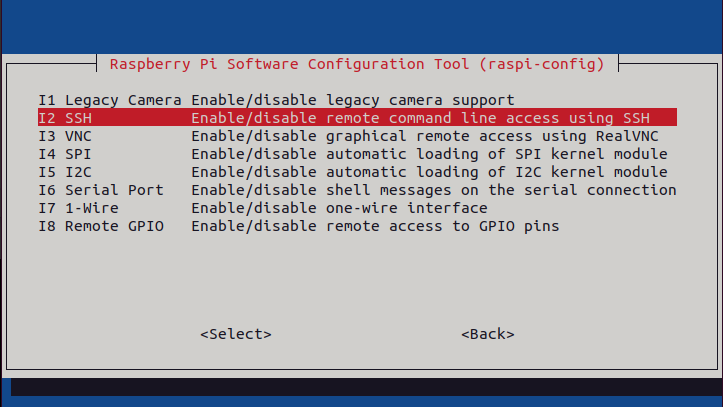 Raspberry Pi Software Configuration Tool (raspi-config)
I1 Legacy Camera Enable/disable legacy camera support
I2 SSH Enable/disable remote command line access using SSH
I3 VNC Enable/disable graphical remote access using RealVNC
I4 SPI Enable/disable automatic loading of SPI kernel module
I5 I2C Enable/disable automatic loading of I2C kernel module
I6 Serial Port Enable/disable shell messages on the serial connection
I7 1-Wire Enable/disable one-wire interface
I8 Remote GPIO Enable/disable remote access to GPIO pins
<Select> <Back>